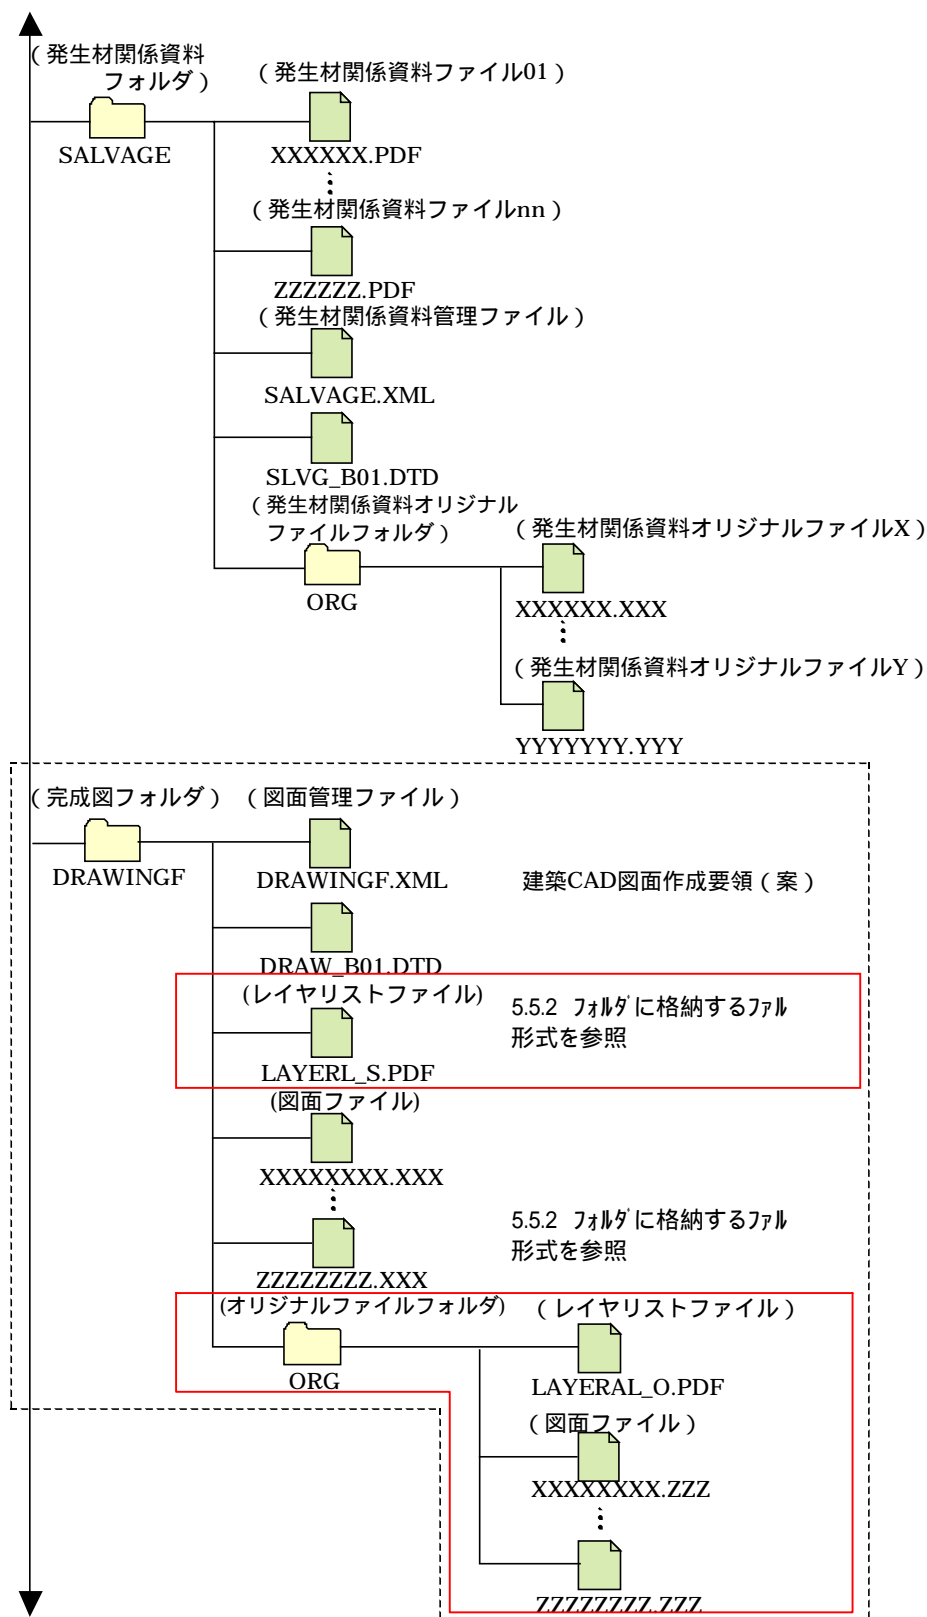 （発生材関係資料
フォルダ）
（発生材関係資料ファイル01）
SALVAGE
XXXXXX.PDF
（発生材関係資料ファイルnn）
ZZZZZZ.PDF
（発生材関係資料管理ファイル）
SALVAGE.XML
SLVG_B01.DTD
（発生材関係資料オリジナル
ファイルフォルダ）
（発生材関係資料オリジナルファイルX）
ORG
XXXXXX.XXX
（発生材関係資料オリジナルファイルY）
YYYYYYY.YYY
（完成図フォルダ）
（図面管理ファイル）
DRAWINGF
DRAWINGF.XML
建築CAD図面作成要領（案）
DRAW_B01.DTD
(レイヤリストファイル)
5.5.2 ﾌｫﾙﾀﾞに格納するﾌｧﾙ
形式を参照
LAYERL_S.PDF
(図面ファイル)
XXXXXXXX.XXX
5.5.2 ﾌｫﾙﾀﾞに格納するﾌｧﾙ
形式を参照
ZZZZZZZZ.XXX
(オリジナルファイルフォルダ)
（レイヤリストファイル）
ORG
LAYERAL_O.PDF
（図面ファイル）
XXXXXXXX.ZZZ
ZZZZZZZZ.ZZZ